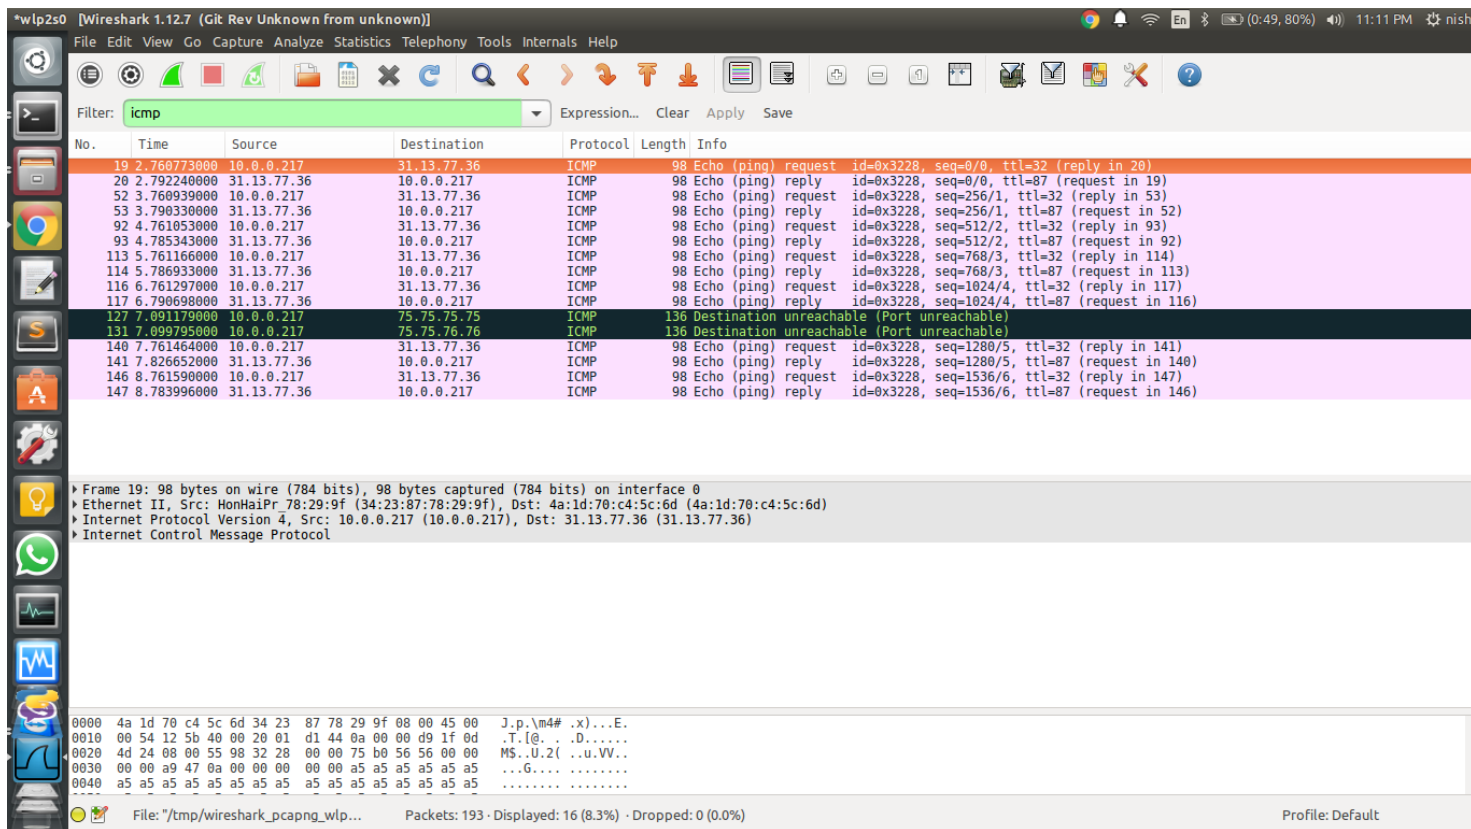 *wlp2s0 [Wireshark 1.12.7 (Git Rev Unknown from unknown)] En (0:49, 80%) 11:11 PM nish
File Edit View Go Capture Analyze Statistics Telephony Tools Internals Help
Filter: icmp Expression... Clear Apply Save
No. Time Source Destination Protocol Length Info
19 2.760773000 10.0.0.217 31.13.77.36 ICMP 98 Echo (ping) request id=0x3228, seq=0/0, ttl=32 (reply in 20)
20 2.792240000 31.13.77.36 10.0.0.217 ICMP 98 Echo (ping) reply id=0x3228, seq=0/0, ttl=87 (request in 19)
52 3.760939000 10.0.0.217 31.13.77.36 ICMP 98 Echo (ping) request id=0x3228, seq=256/1, ttl=32 (reply in 53)
53 3.790330000 31.13.77.36 10.0.0.217 ICMP 98 Echo (ping) reply id=0x3228, seq=256/1, ttl=87 (request in 52)
92 4.761053000 10.0.0.217 31.13.77.36 ICMP 98 Echo (ping) request id=0x3228, seq=512/2, ttl=32 (reply in 93)
93 4.785343000 31.13.77.36 10.0.0.217 ICMP 98 Echo (ping) reply id=0x3228, seq=512/2, ttl=87 (request in 92)
113 5.761166000 10.0.0.217 31.13.77.36 ICMP 98 Echo (ping) request id=0x3228, seq=768/3, ttl=32 (reply in 114)
114 5.786933000 31.13.77.36 10.0.0.217 ICMP 98 Echo (ping) reply id=0x3228, seq=768/3, ttl=87 (request in 113)
116 6.761297000 10.0.0.217 31.13.77.36 ICMP 98 Echo (ping) request id=0x3228, seq=1024/4, ttl=32 (reply in 117)
117 6.790698000 31.13.77.36 10.0.0.217 ICMP 98 Echo (ping) reply id=0x3228, seq=1024/4, ttl=87 (request in 116)
127 7.091179000 10.0.0.217 75.75.75.75 ICMP 136 Destination unreachable (Port unreachable)
131 7.099795000 10.0.0.217 75.75.76.76 ICMP 136 Destination unreachable (Port unreachable)
140 7.761464000 10.0.0.217 31.13.77.36 ICMP 98 Echo (ping) request id=0x3228, seq=1280/5, ttl=32 (reply in 141)
141 7.826652000 31.13.77.36 10.0.0.217 ICMP 98 Echo (ping) reply id=0x3228, seq=1280/5, ttl=87 (request in 140)
146 8.761590000 10.0.0.217 31.13.77.36 ICMP 98 Echo (ping) request id=0x3228, seq=1536/6, ttl=32 (reply in 147)
147 8.783996000 31.13.77.36 10.0.0.217 ICMP 98 Echo (ping) reply id=0x3228, seq=1536/6, ttl=87 (request in 146)
Frame 19: 98 bytes on wire (784 bits), 98 bytes captured (784 bits) on interface 0
Ethernet II, Src: HonHaiPr_78:29:9f (34:23:87:78:29:9f), Dst: 4a:1d:70:c4:5c:6d (4a:1d:70:c4:5c:6d)
Internet Protocol Version 4, Src: 10.0.0.217 (10.0.0.217), Dst: 31.13.77.36 (31.13.77.36)
Internet Control Message Protocol
0000 4a 1d 70 c4 5c 6d 34 23 87 78 29 9f 08 00 45 00 J.p.\m4# .x)...E.
0010 00 54 12 5b 40 00 20 01 d1 44 0a 00 00 d9 1f 0d .T.[@. . .D......
0020 4d 24 08 00 55 98 32 28 00 00 75 b0 56 56 00 00 M$..U.2( ..u.VV..
0030 00 00 a9 47 0a 00 00 00 00 00 a5 a5 a5 a5 a5 a5 ...G.... ........
0040 a5 a5 a5 a5 a5 a5 a5 a5 a5 a5 a5 a5 a5 a5 a5 a5 ........ ........
File: "/tmp/wireshark_pcapng_wlp... Packets: 193 · Displayed: 16 (8.3%) · Dropped: 0 (0.0%) Profile: Default